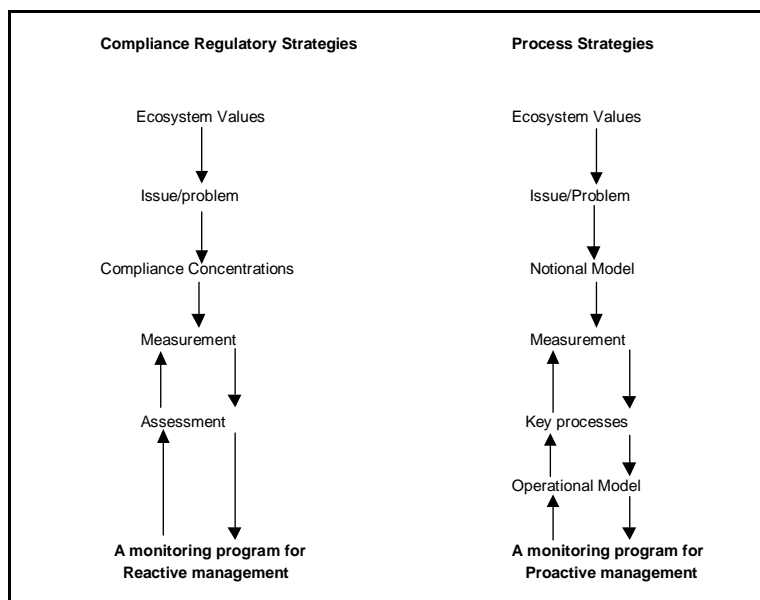 Compliance Regulatory Strategies
Ecosystem Values
Issue/problem
Compliance Concentrations
Measurement
Assessment
A monitoring program for
Reactive management
Process Strategies
Ecosystem Values
Issue/Problem
Notional Model
Measurement
Key processes
Operational Model
A monitoring program for
Proactive management